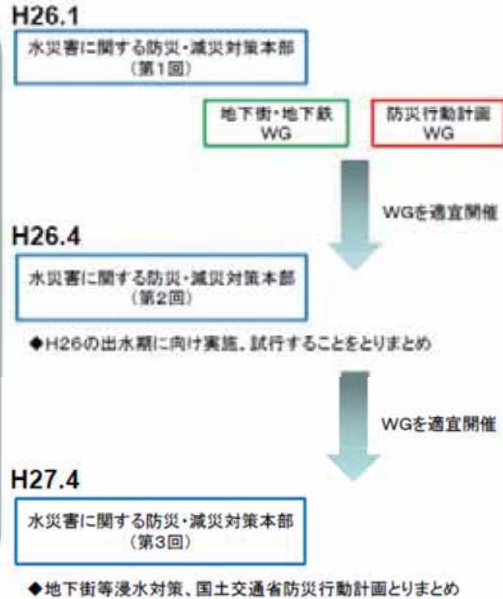 H26.1
水災害に関する防災・減災対策本部
(第1回)
地下街・地下鉄
WG
防災行動計画
WG
WGを適宜開催
H26.4
水災害に関する防災・減災対策本部
(第2回)
◆H26の出水期に向け実施、試行することをとりまとめ
WGを適宜開催
H27.4
水災害に関する防災・減災対策本部
(第3回)
◆地下街等浸水対策、国土交通省防災行動計画とりまとめ